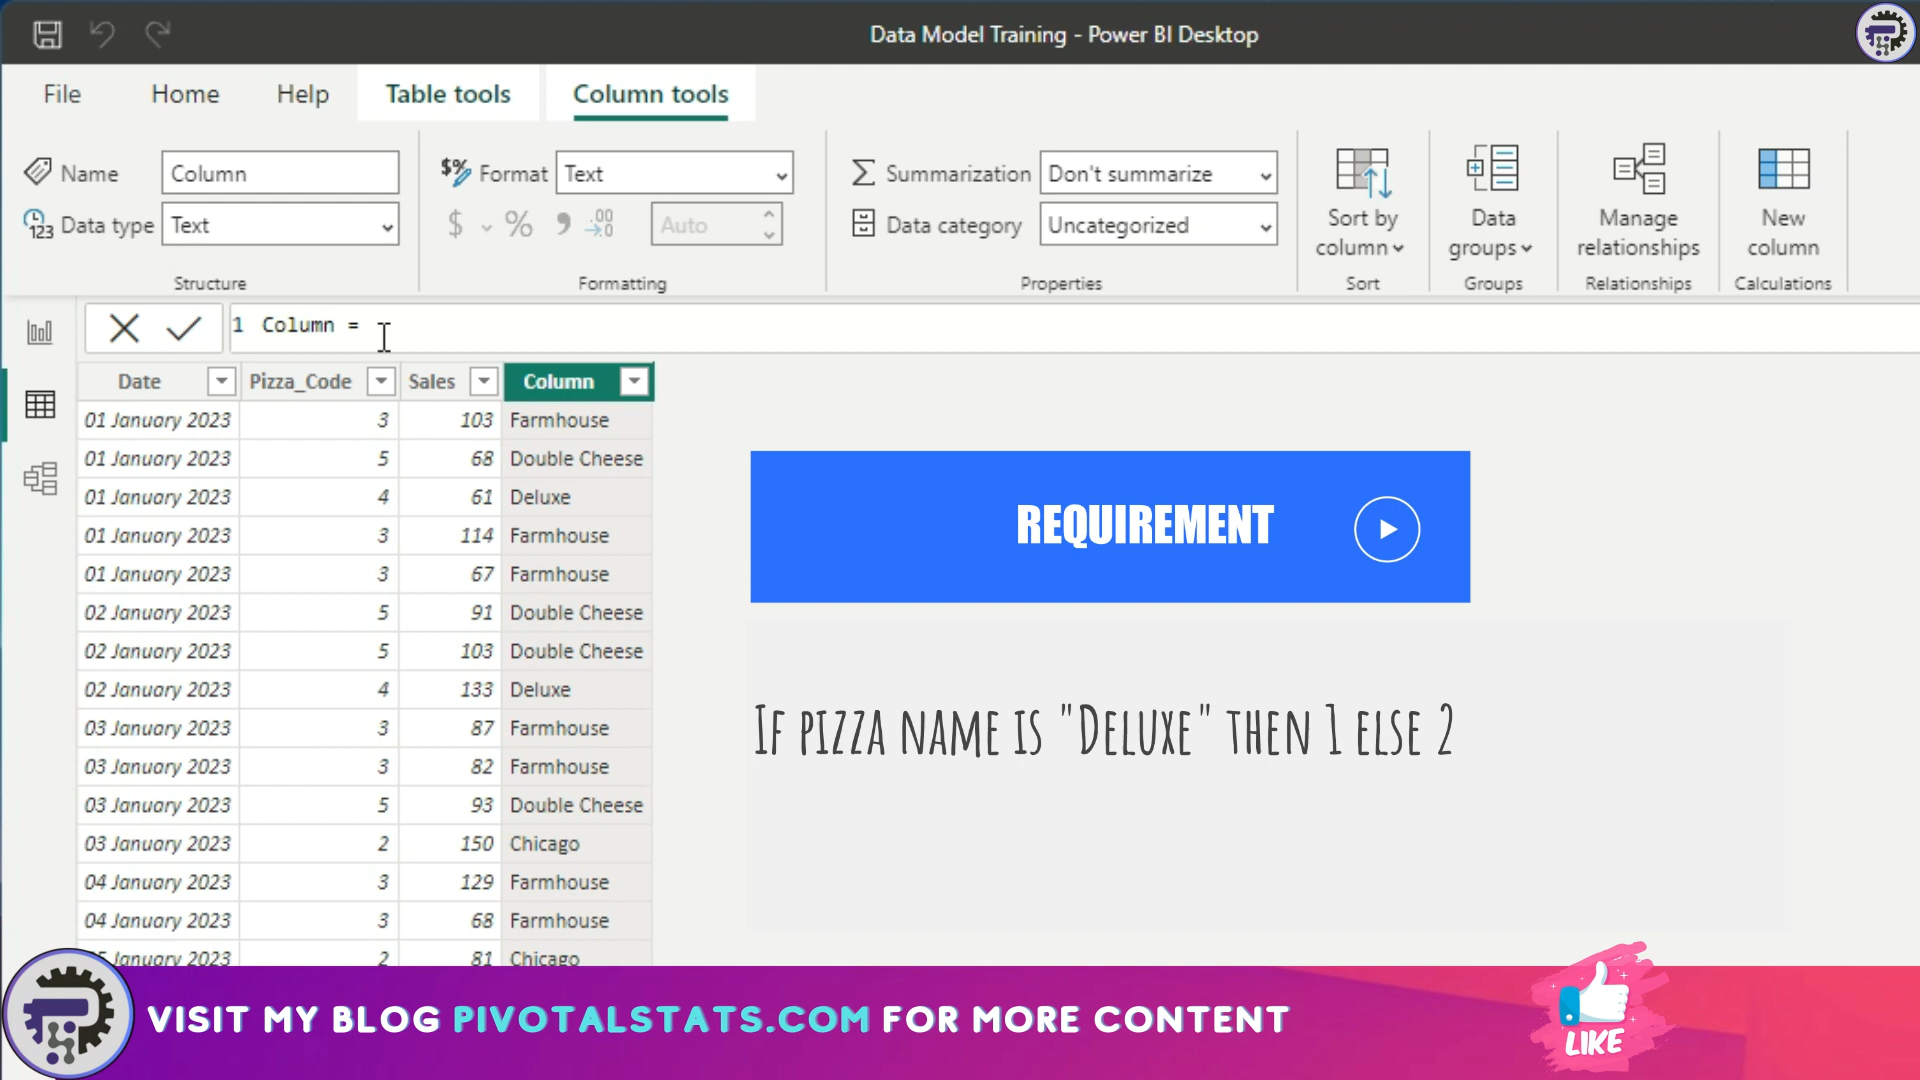 Data Model Training - Power BI Desktop
File Home Help Table tools Column tools
Name Column $% Format Text Summarization Don't summarize
123 Data type Text $ % Auto Data category Uncategorized
Sort by column
Data groups
Manage relationships
New column
Structure Formatting Properties Sort Groups Relationships Calculations
1 Column =
Date Pizza_Code Sales Column
01 January 2023 3 103 Farmhouse
01 January 2023 5 68 Double Cheese
01 January 2023 4 61 Deluxe
01 January 2023 3 114 Farmhouse
01 January 2023 3 67 Farmhouse
02 January 2023 5 91 Double Cheese
02 January 2023 5 103 Double Cheese
02 January 2023 4 133 Deluxe
03 January 2023 3 87 Farmhouse
03 January 2023 3 82 Farmhouse
03 January 2023 5 93 Double Cheese
03 January 2023 2 150 Chicago
04 January 2023 3 129 Farmhouse
04 January 2023 3 68 Farmhouse
January 2023 2 81 Chicago
REQUIREMENT
If pizza name is "Deluxe" then 1 else 2
VISIT MY BLOG PIVOTALSTATS.COM FOR MORE CONTENT
LIKE